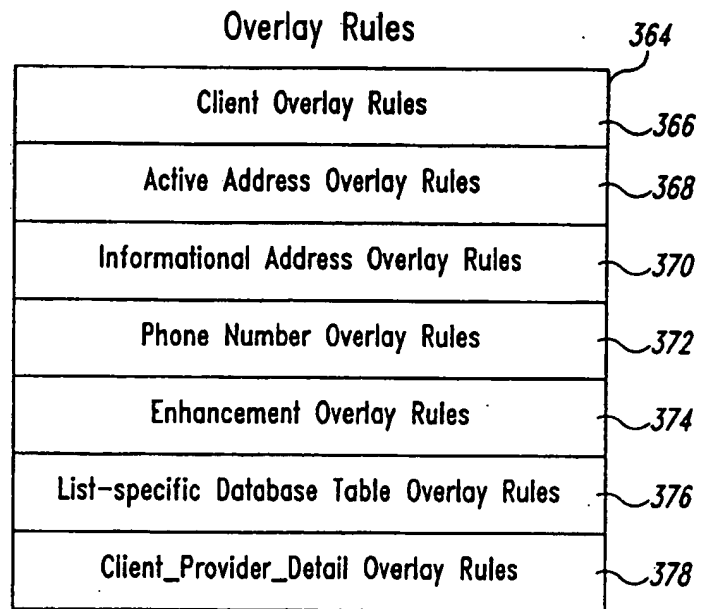 Overlay Rules
364
Client Overlay Rules
366
Active Address Overlay Rules
368
Informational Address Overlay Rules
370
Phone Number Overlay Rules
372
Enhancement Overlay Rules
374
List-specific Database Table Overlay Rules
376
Client_Provider_Detail Overlay Rules
378